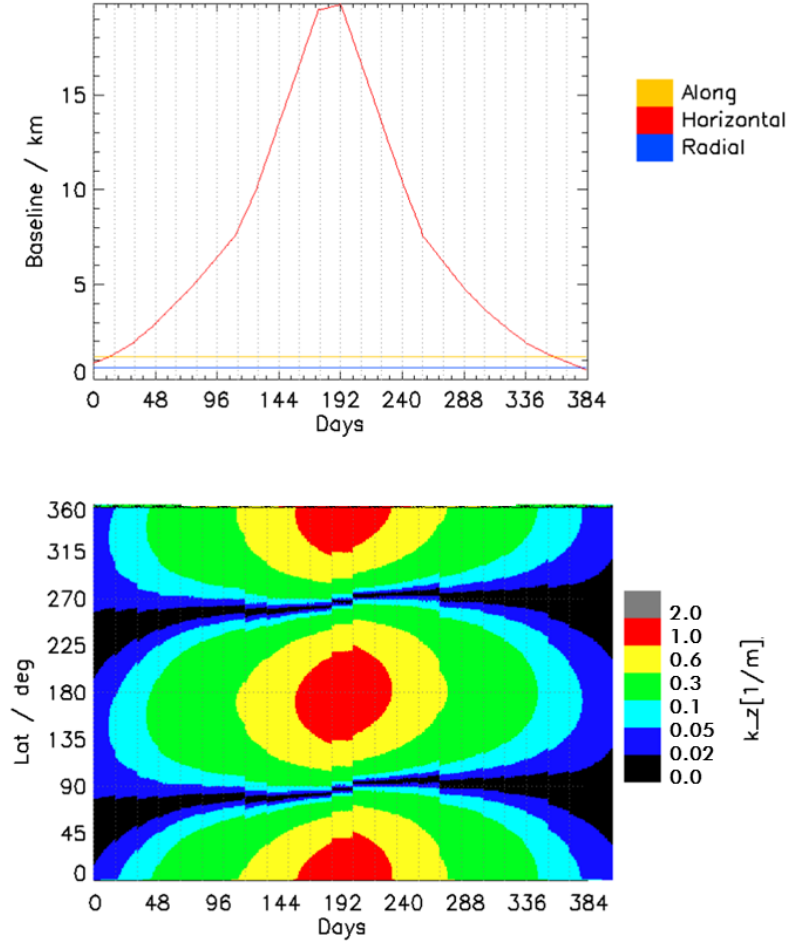 Baseline / km
15
10
5
0
0 48 96 144 192 240 288 336 384
Days
Along
Horizontal
Radial
Lat / deg
360
315
270
225
180
135
90
45
0
0 48 96 144 192 240 288 336 384
Days
2.0
1.0
0.6
0.3
0.1
0.05
0.02
0.0
k_z[1/m]